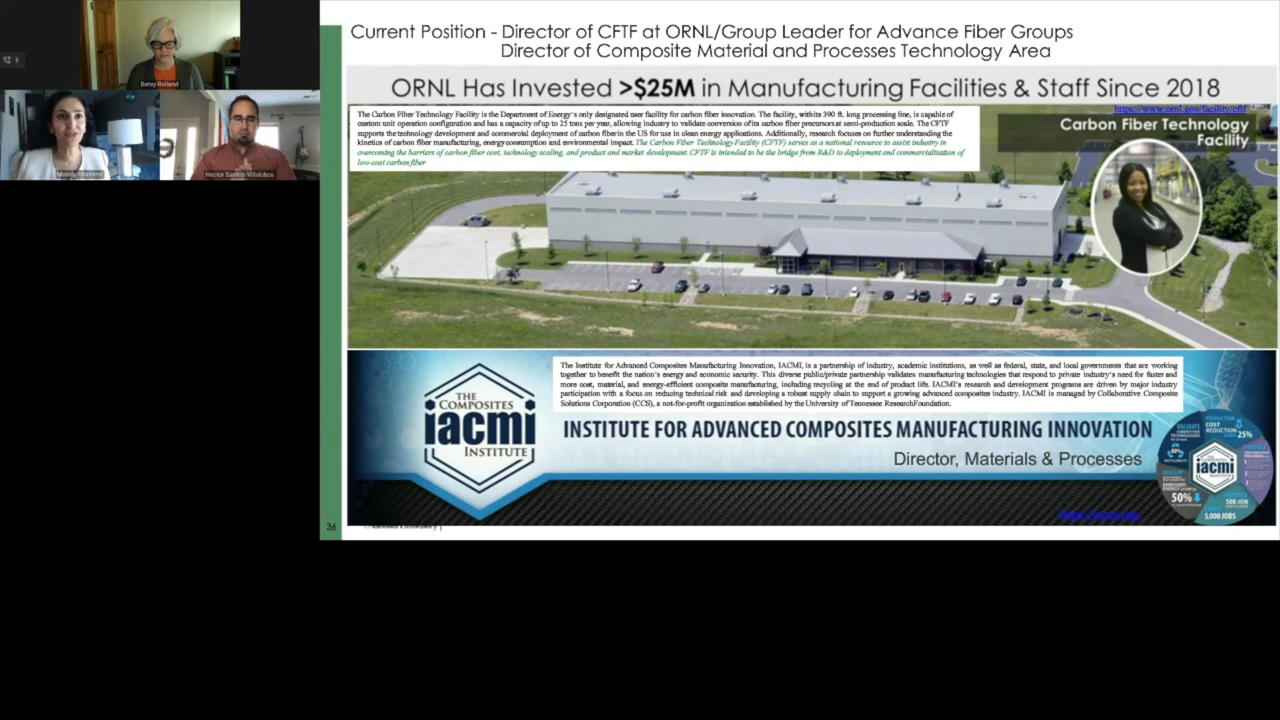 Current Position - Director of CFTF at ORNL/Group Leader for Advance Fiber Groups
Director of Composite Material and Processes Technology Area
ORNL Has Invested >$25M in Manufacturing Facilities & Staff Since 2018
https://www.ornl.gov/facility/cftf
Carbon Fiber Technology
Facility
The Carbon Fiber Technology Facility is the Department of Energy's only designated user facility for carbon fiber innovation. The facility, with its 390 ft. long processing line, is capable of
custom unit operation configuration and has a capacity of up to 25 tons per year, allowing industry to validate conversion of its carbon fiber precursors at semi-production scale. The CFTF
supports the technology development and commercial deployment of carbon fiber in the US for use in clean energy applications. Additionally, research focuses on further understanding the
kinetics of carbon fiber manufacturing, energy consumption and environmental impact. The Carbon Fiber Technology Facility (CFTF) serves as a national resource to assist industry in
overcoming the barriers of carbon fiber cost, technology scaling, and product and market development. CFTF is intended to be the bridge from R&D to deployment and commercialization of
low-cost carbon fiber
Betsy Rolland
Hector Santos-Villalobos
The Institute for Advanced Composites Manufacturing Innovation, IACMI, is a partnership of industry, academic institutions, as well as federal, state, and local governments that are working
together to benefit the nation's energy and economic security. This diverse public/private partnership validates manufacturing technologies that respond to private industry's need for faster and
more cost, material, and energy-efficient composite manufacturing, including recycling at the end of product life. IACMI's research and development programs are driven by major industry
participation with a focus on reducing technical risk and developing a robust supply chain to support a growing advanced composites industry. IACMI is managed by Collaborative Composite
Solutions Corporation (CCS), a not-for-profit organization established by the University of Tennessee Research Foundation.
THE
COMPOSITES
iacmi
INSTITUTE
INSTITUTE FOR ADVANCED COMPOSITES MANUFACTURING INNOVATION
Director, Materials & Processes
PRODUCTION
COST
REDUCTION
25%
VALIDATE
iacmi
DEVELOP
50%
500 JOB
5,000 JOBS
36